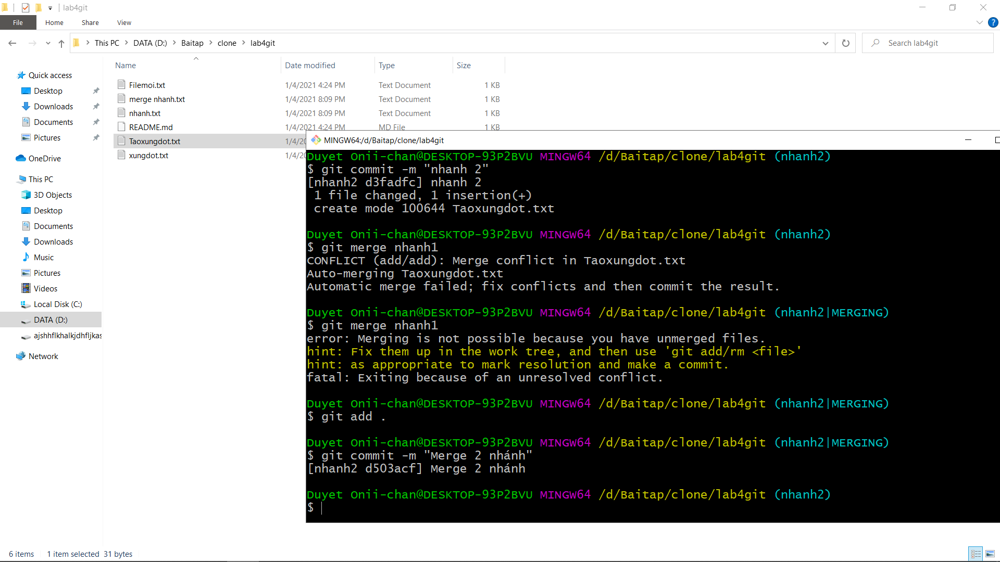 lab4git
File Home Share View
This PC DATA (D:) Baitap clone lab4git
Search lab4git
Name Date modified Type Size
Filemoi.txt 1/4/2021 4:24 PM Text Document 1 KB
merge nhanh.txt 1/4/2021 8:09 PM Text Document 1 KB
nhanh.txt 1/4/2021 8:09 PM Text Document 1 KB
README.md 1/4/2021 4:24 PM MD File 1 KB
Taoxungdot.txt 1/4/20
xungdot.txt 1/4/20
Quick access
Desktop
Downloads
Documents
Pictures
OneDrive
This PC
3D Objects
Desktop
Documents
Downloads
Music
Pictures
Videos
Local Disk (C:)
DATA (D:)
ajshhflkhalkjdhfljkas
Network
MINGW64:/d/Baitap/clone/lab4git
Duyet Onii-chan@DESKTOP-93P2BVU MINGW64 /d/Baitap/clone/lab4git (nhanh2)
$ git commit -m "nhanh 2"
[nhanh2 d3fadfc] nhanh 2
1 file changed, 1 insertion(+)
create mode 100644 Taoxungdot.txt
Duyet Onii-chan@DESKTOP-93P2BVU MINGW64 /d/Baitap/clone/lab4git (nhanh2)
$ git merge nhanh1
CONFLICT (add/add): Merge conflict in Taoxungdot.txt
Auto-merging Taoxungdot.txt
Automatic merge failed; fix conflicts and then commit the result.
Duyet Onii-chan@DESKTOP-93P2BVU MINGW64 /d/Baitap/clone/lab4git (nhanh2|MERGING)
$ git merge nhanh1
error: Merging is not possible because you have unmerged files.
hint: Fix them up in the work tree, and then use 'git add/rm <file>'
hint: as appropriate to mark resolution and make a commit.
fatal: Exiting because of an unresolved conflict.
Duyet Onii-chan@DESKTOP-93P2BVU MINGW64 /d/Baitap/clone/lab4git (nhanh2|MERGING)
$ git add .
Duyet Onii-chan@DESKTOP-93P2BVU MINGW64 /d/Baitap/clone/lab4git (nhanh2|MERGING)
$ git commit -m "Merge 2 nhánh"
[nhanh2 d503acf] Merge 2 nhánh
Duyet Onii-chan@DESKTOP-93P2BVU MINGW64 /d/Baitap/clone/lab4git (nhanh2)
$
6 items 1 item selected 31 bytes